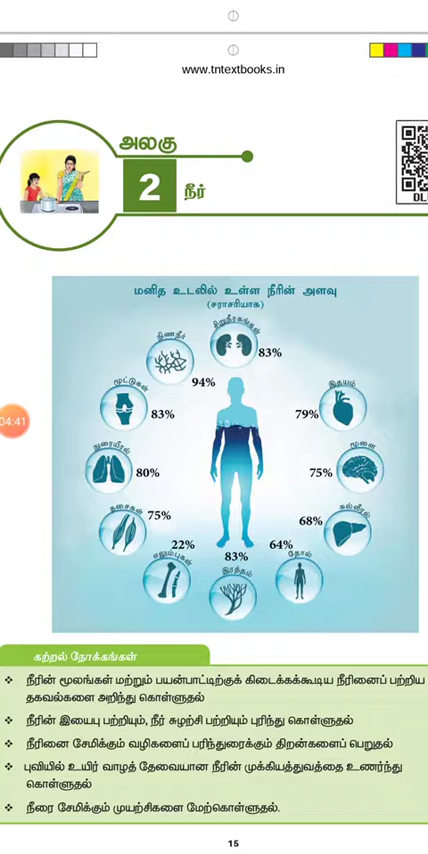 www.tntextbooks.in
அலகு
2 நீர்
மனித உடலில் உள்ள நீரின் அளவு
(சராசரியாக)
சிறுநீரகங்கள்
83%
நிணநீர்
94%
மூட்டுகள்
83%
இதயம்
79%
நுரையீரல்
80%
மூளை
75%
தசைகள்
75%
கல்லீரல்
68%
எலும்புகள்
22%
இரத்தம்
83%
தோல்
64%
04:41
கற்றல் நோக்கங்கள்
❖ நீரின் மூலங்கள் மற்றும் பயன்பாட்டிற்குக் கிடைக்கக்கூடிய நீரினைப் பற்றிய
தகவல்களை அறிந்து கொள்ளுதல்
❖ நீரின் இயைபு பற்றியும், நீர் சுழற்சி பற்றியும் புரிந்து கொள்ளுதல்
❖ நீரினை சேமிக்கும் வழிகளைப் பரிந்துரைக்கும் திறன்களைப் பெறுதல்
❖ புவியில் உயிர் வாழத் தேவையான நீரின் முக்கியத்துவத்தை உணர்ந்து
கொள்ளுதல்
❖ நீரை சேமிக்கும் முயற்சிகளை மேற்கொள்ளுதல்.
15